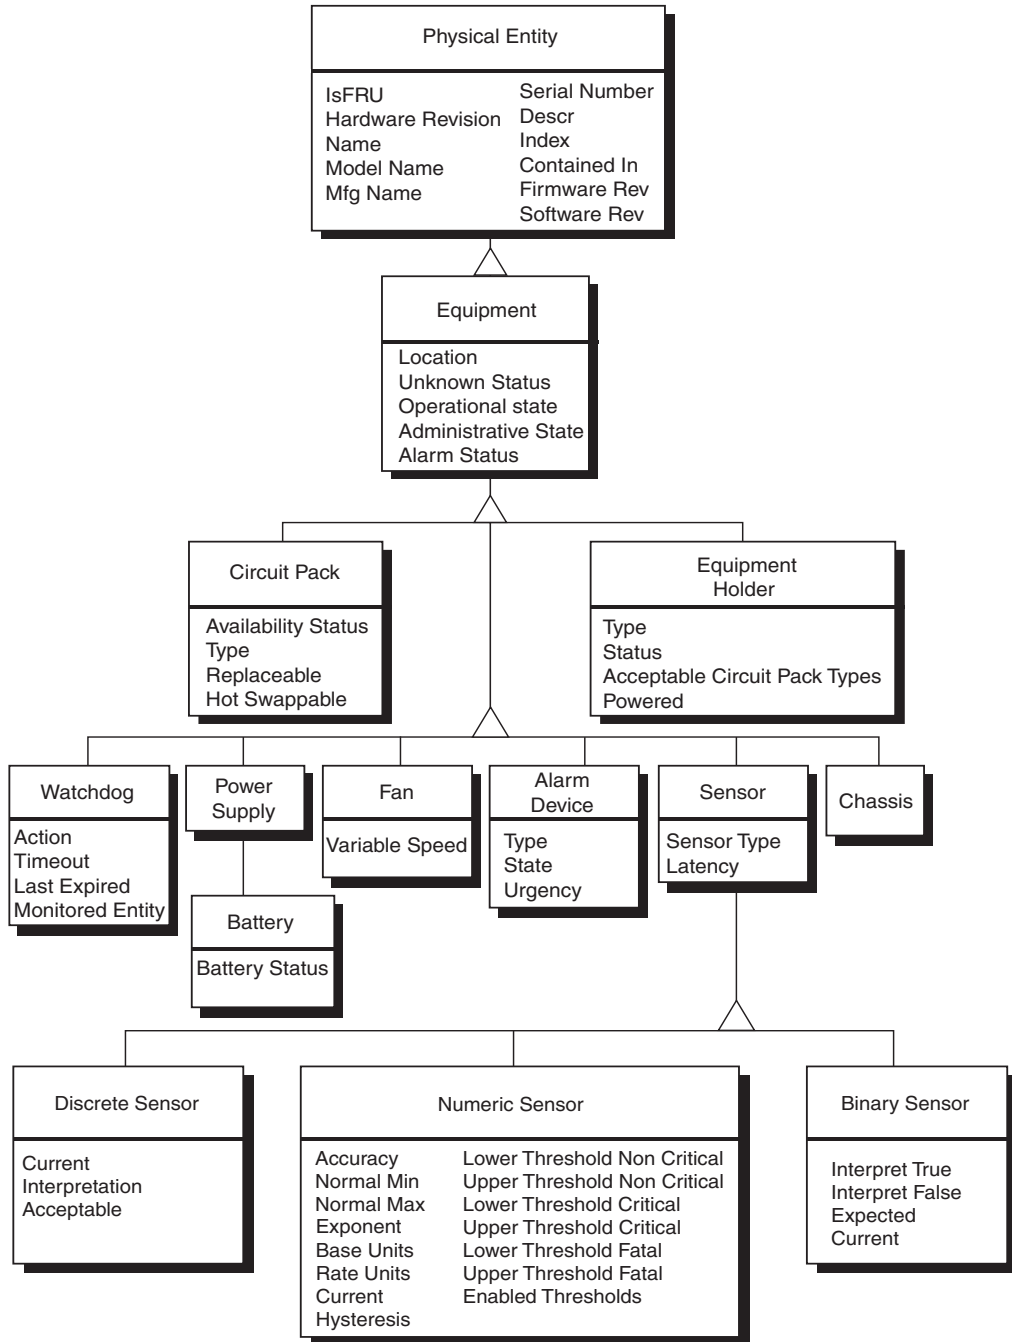 Physical Entity
IsFRU
Hardware Revision
Name
Model Name
Mfg Name
Serial Number
Descr
Index
Contained In
Firmware Rev
Software Rev
Equipment
Location
Unknown Status
Operational state
Administrative State
Alarm Status
Circuit Pack
Availability Status
Type
Replaceable
Hot Swappable
Equipment
Holder
Type
Status
Acceptable Circuit Pack Types
Powered
Watchdog
Action
Timeout
Last Expired
Monitored Entity
Power
Supply
Battery
Battery Status
Fan
Variable Speed
Alarm
Device
Type
State
Urgency
Sensor
Sensor Type
Latency
Chassis
Discrete Sensor
Current
Interpretation
Acceptable
Numeric Sensor
Accuracy
Normal Min
Normal Max
Exponent
Base Units
Rate Units
Current
Hysteresis
Lower Threshold Non Critical
Upper Threshold Non Critical
Lower Threshold Critical
Upper Threshold Critical
Lower Threshold Fatal
Upper Threshold Fatal
Enabled Thresholds
Binary Sensor
Interpret True
Interpret False
Expected
Current